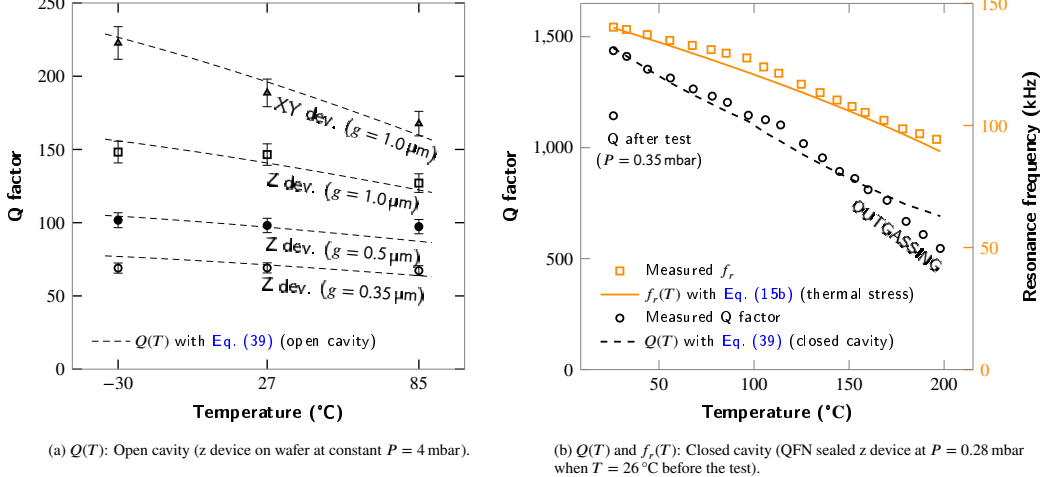 250
200
150
100
50
0
Q factor
XY dev. (g = 1.0 μm)
Z dev. (g = 1.0 μm)
Z dev. (g = 0.5 μm)
Z dev. (g = 0.35 μm)
Q(T) with Eq. (39) (open cavity)
−30
27
85
Temperature (°C)
(a) Q(T): Open cavity (z device on wafer at constant P = 4 mbar).
1,500
1,000
500
0
Q factor
150
100
50
0
Resonance frequency (kHz)
Q after test
(P = 0.35 mbar)
OUTGASSING
Measured fr
fr(T) with Eq. (15b) (thermal stress)
Measured Q factor
Q(T) with Eq. (39) (closed cavity)
50
100
150
200
Temperature (°C)
(b) Q(T) and fr(T): Closed cavity (QFN sealed z device at P = 0.28 mbar
when T = 26 °C before the test).